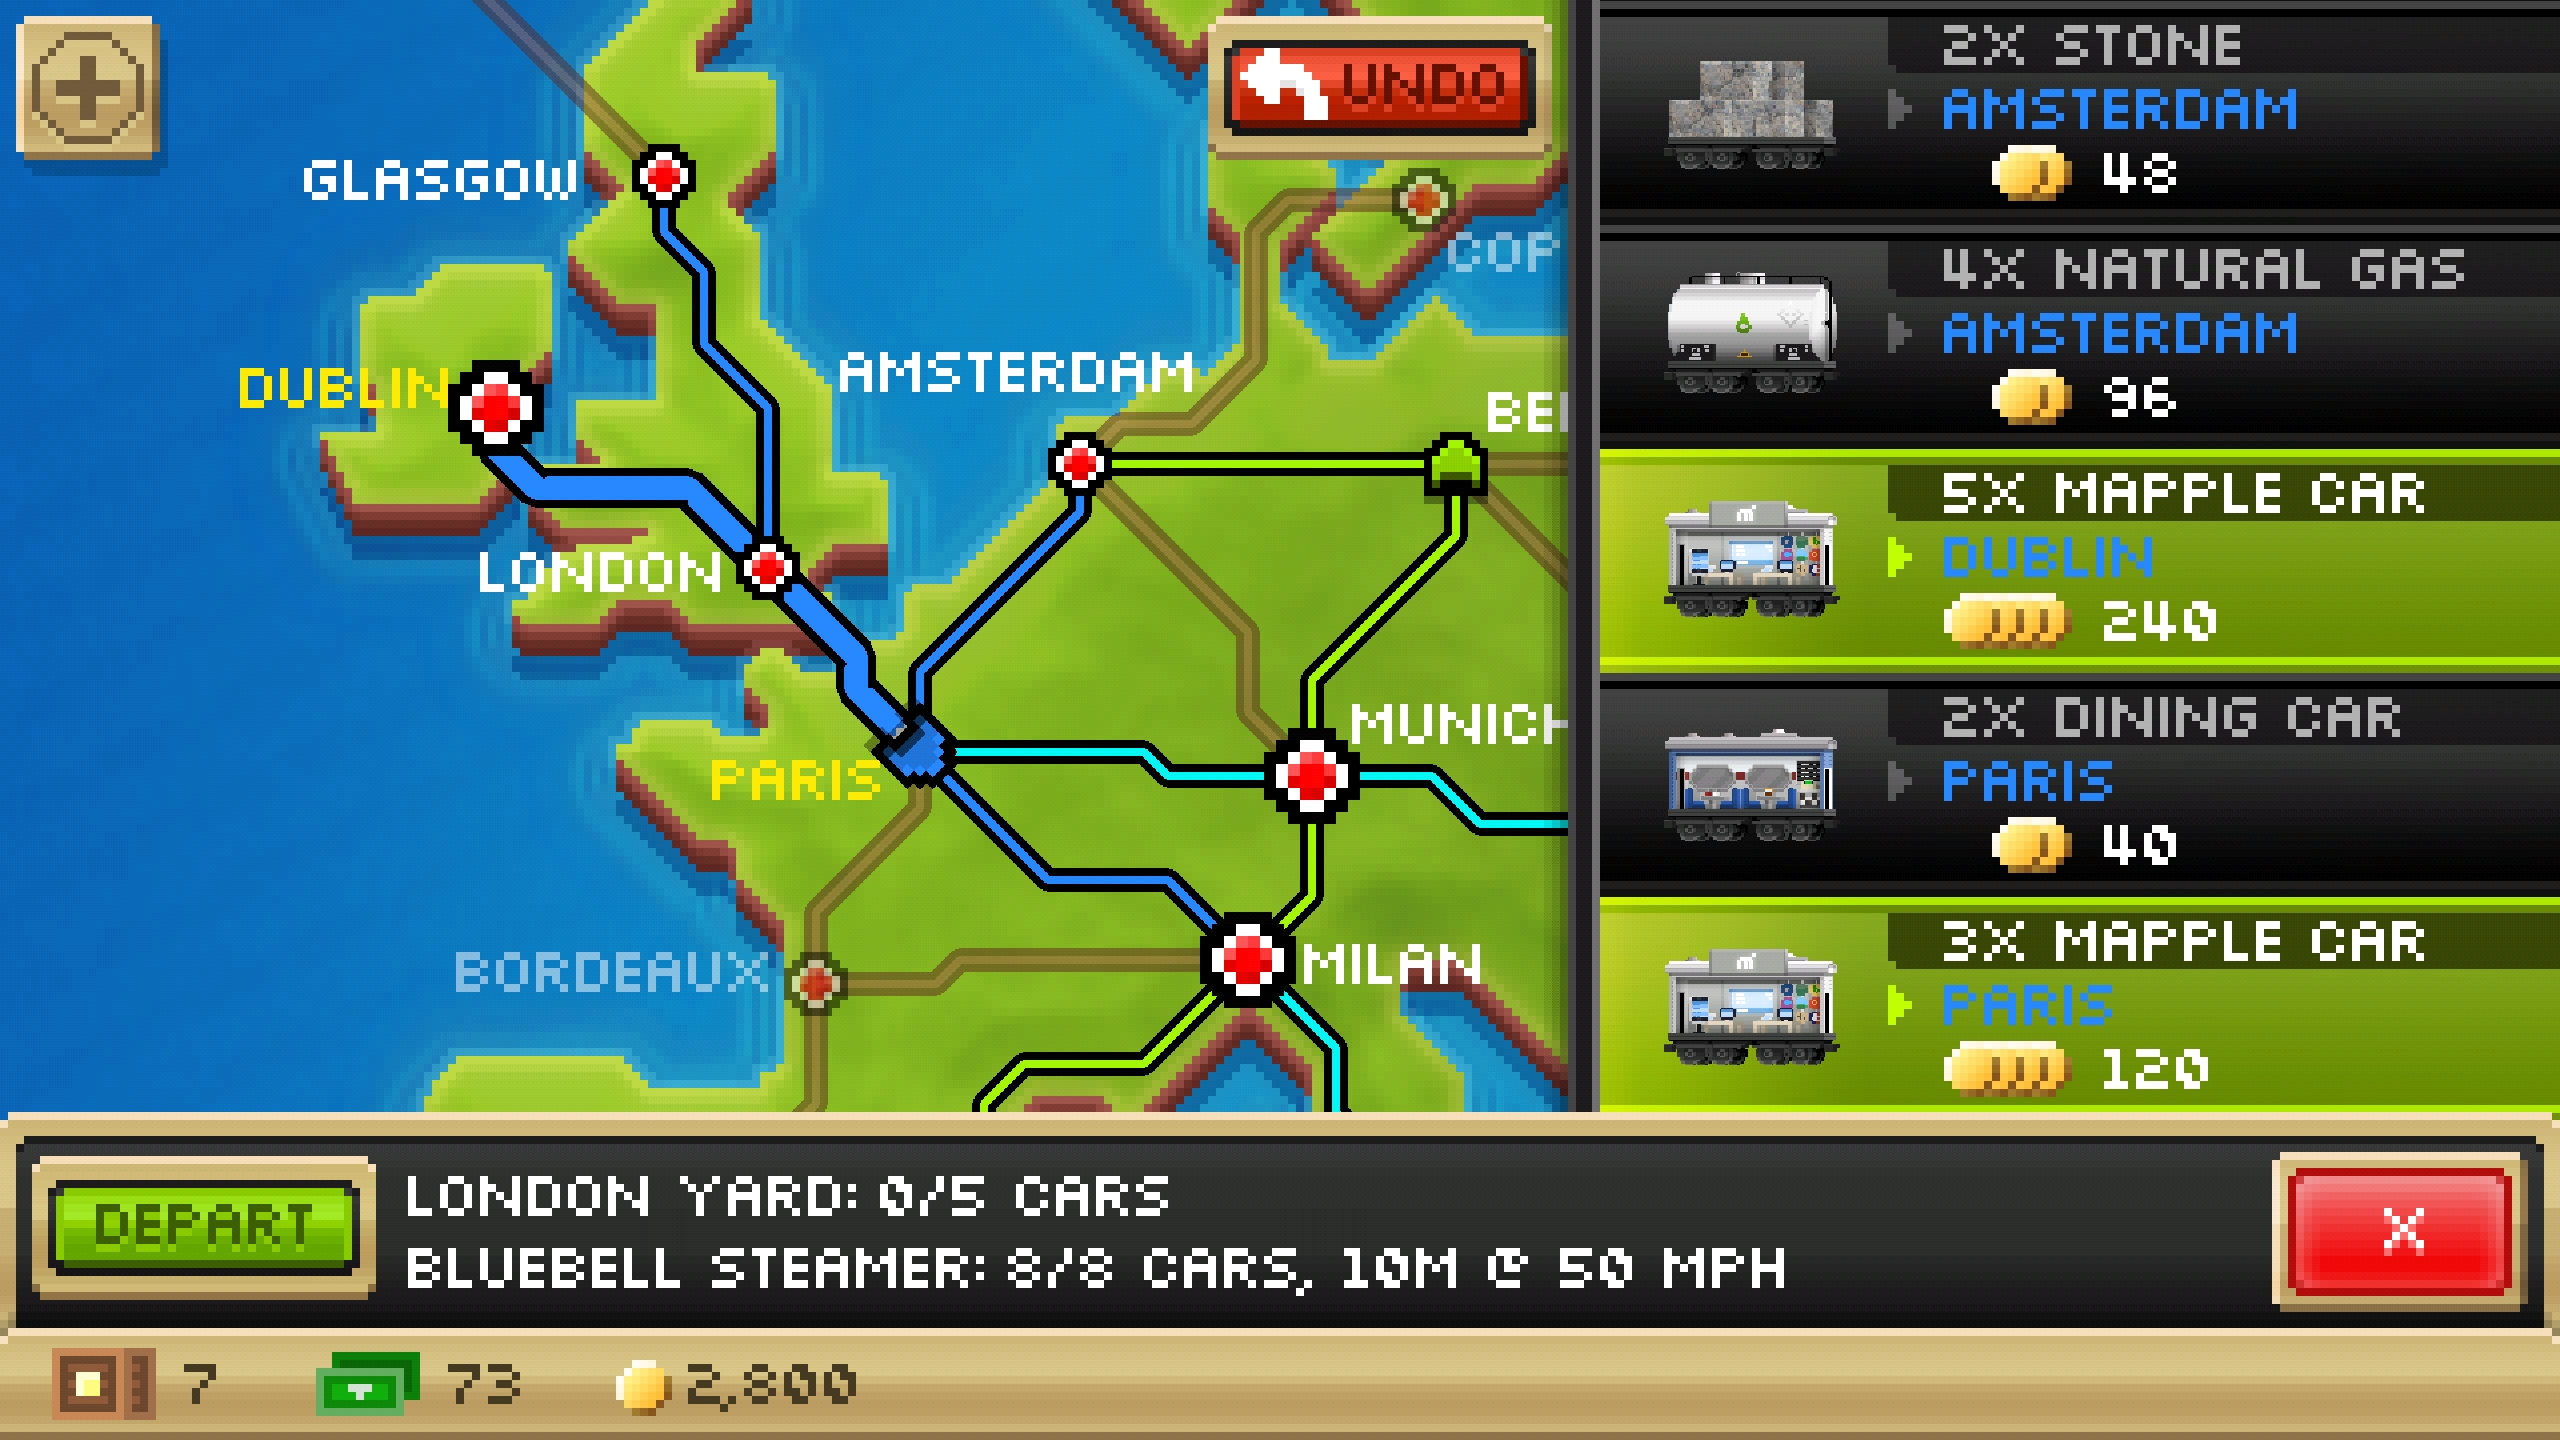 UNDO
GLASGOW
COP
DUBLIN
AMSTERDAM
BER
LONDON
MUNICH
PARIS
BORDEAUX
MILAN
2X STONE
AMSTERDAM
48
4X NATURAL GAS
AMSTERDAM
96
5X MAPPLE CAR
DUBLIN
240
2X DINING CAR
PARIS
40
3X MAPPLE CAR
PARIS
120
DEPART
LONDON YARD: 0/5 CARS
BLUEBELL STEAMER: 8/8 CARS, 10M @ 50 MPH
X
7
73
2,800